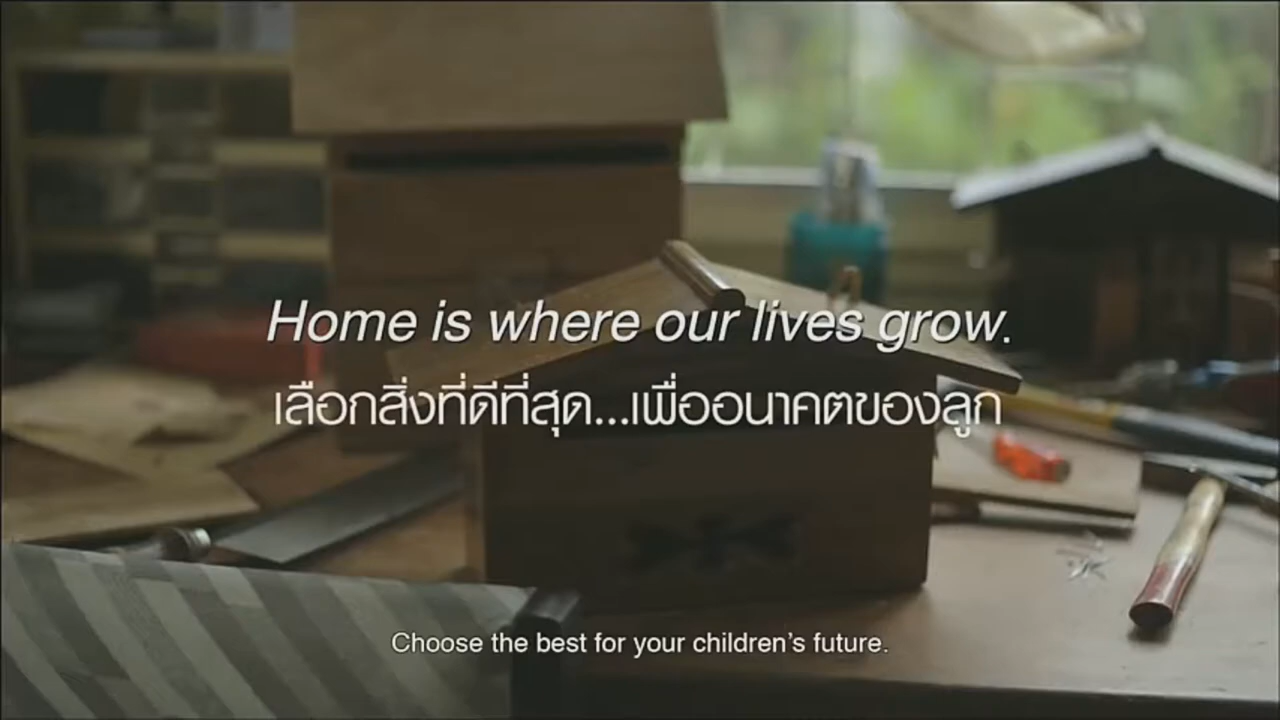 Home is where our lives grow.
เลือกสิ่งที่ดีที่สุด...เพื่ออนาคตของลูก
Choose the best for your children's future.